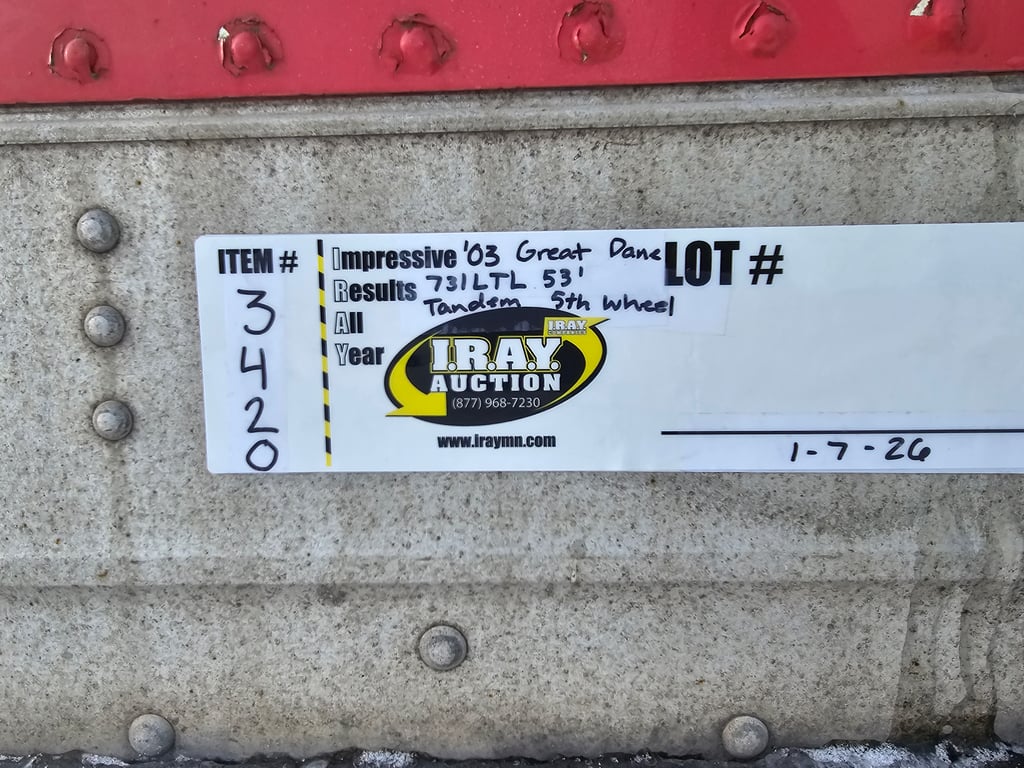 ITEM #
3
4
2
0
Impressive '03 Great Dane
Results 731LTL 53'
All Tandem 5th Wheel
Year
I.R.A.Y.
I.R.A.Y.
AUCTION
(877) 968-7230
www.iraymn.com
LOT #
1-7-26